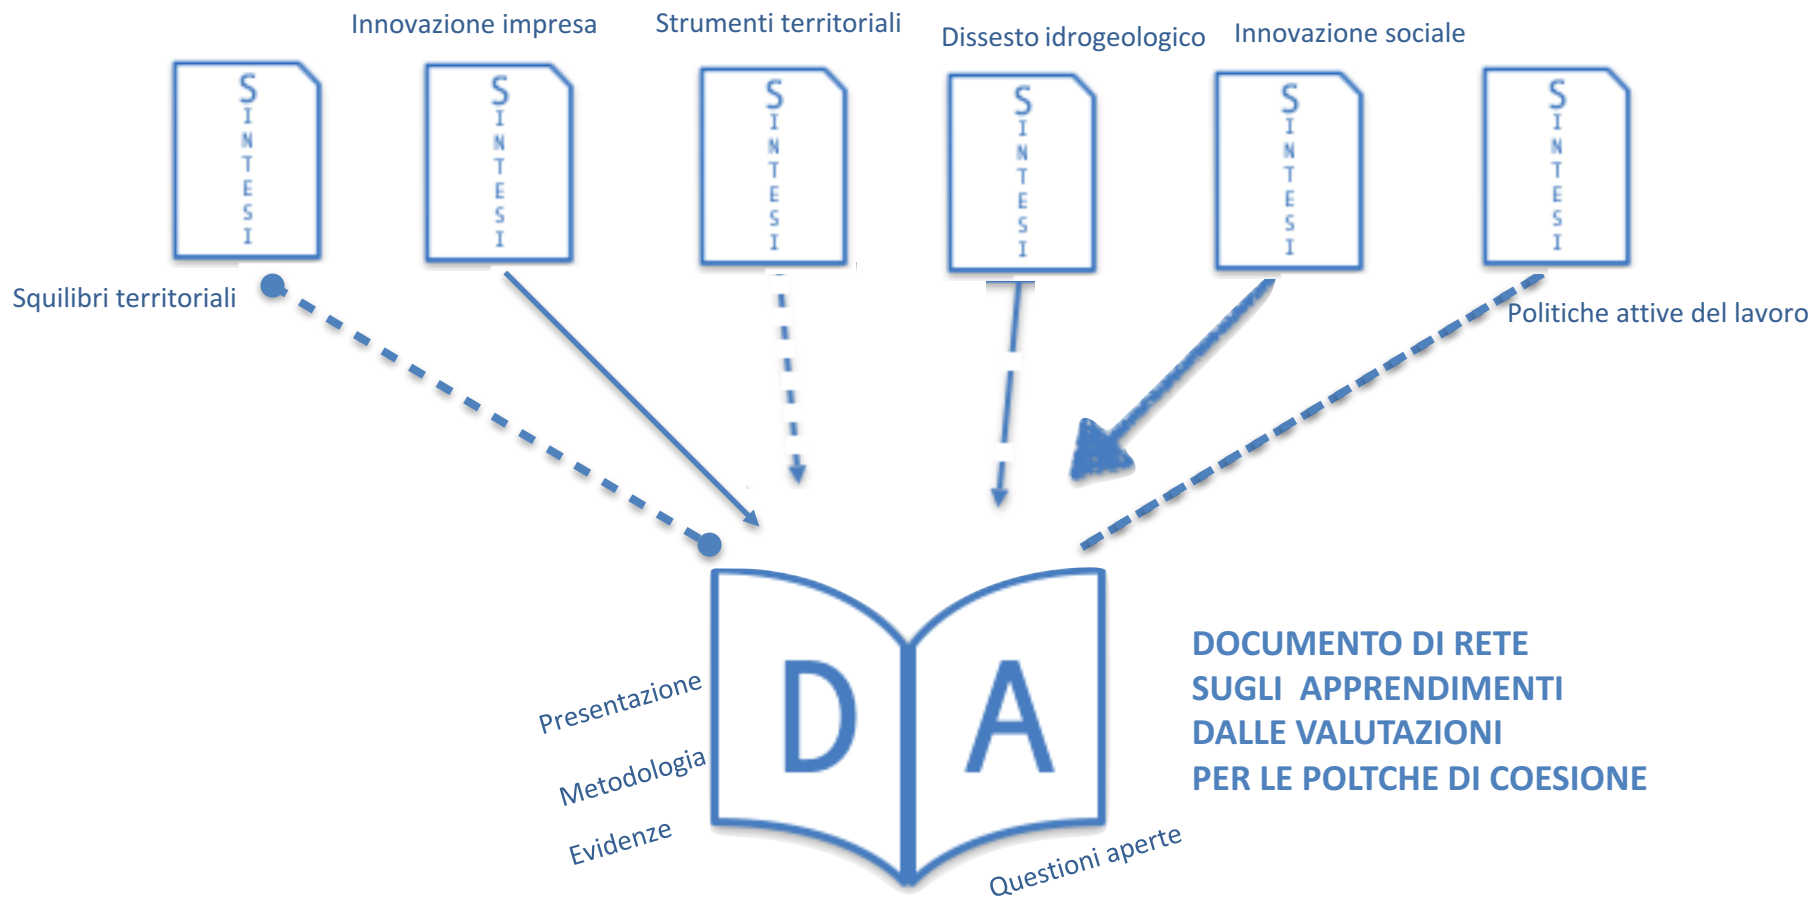 Innovazione impresa
Strumenti territoriali
Dissesto idrogeologico
Innovazione sociale
SINTESI
SINTESI
SINTESI
SINTESI
SINTESI
SINTESI
Squilibri territoriali
Politiche attive del lavoro
D A
Presentazione
Metodologia
Evidenze
Questioni aperte
DOCUMENTO DI RETE
SUGLI APPRENDIMENTI
DALLE VALUTAZIONI
PER LE POLTCHE DI COESIONE